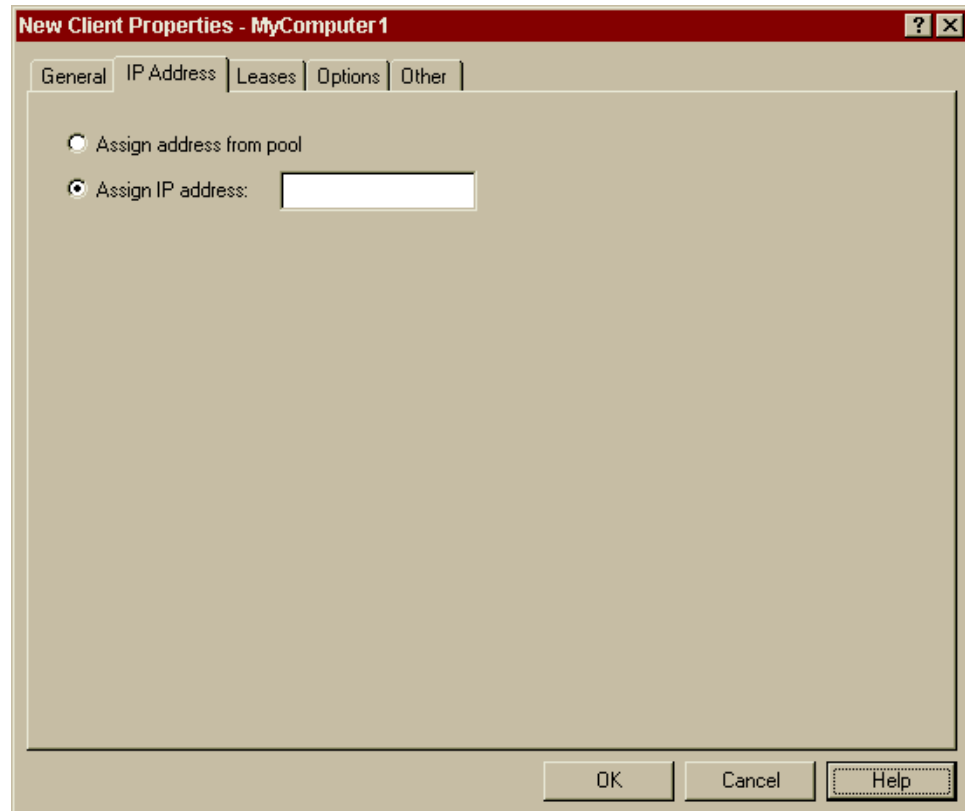 New Client Properties - MyComputer1
General IP Address Leases Options Other
Assign address from pool
Assign IP address:
OK Cancel Help